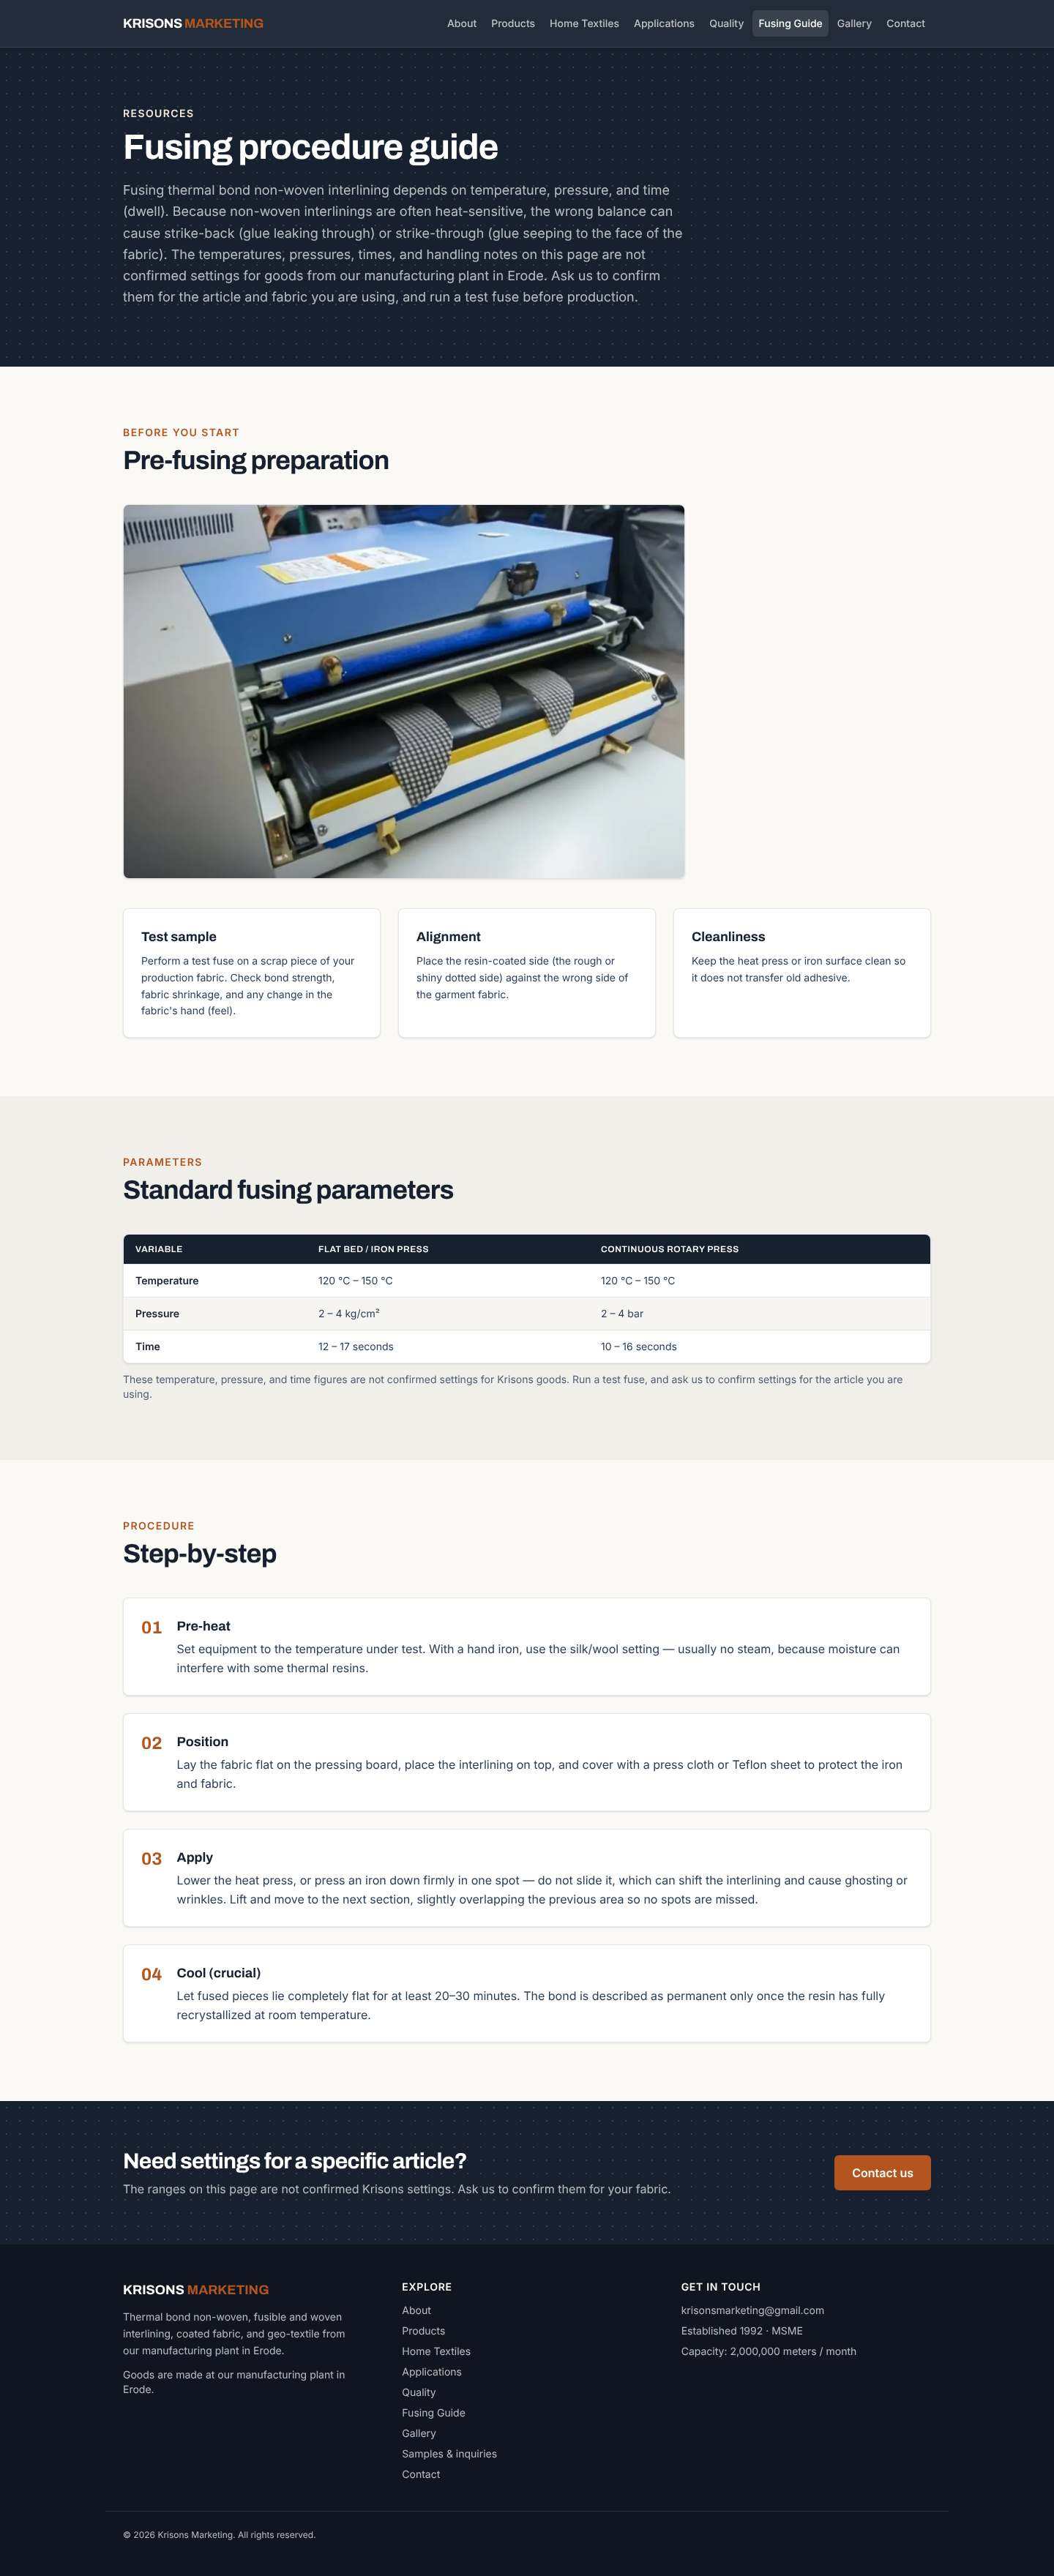 KRISONS MARKETING
About Products Home Textiles Applications Quality Fusing Guide Gallery Contact
RESOURCES
Fusing procedure guide
Fusing thermal bond non-woven interlining depends on temperature, pressure, and time
(dwell). Because non-woven interlinings are often heat-sensitive, the wrong balance can
cause strike-back (glue leaking through) or strike-through (glue seeping to the face of the
fabric). The temperatures, pressures, times, and handling notes on this page are not
confirmed settings for goods from our manufacturing plant in Erode. Ask us to confirm
them for the article and fabric you are using, and run a test fuse before production.
BEFORE YOU START
Pre-fusing preparation
Test sample
Perform a test fuse on a scrap piece of your
production fabric. Check bond strength,
fabric shrinkage, and any change in the
fabric's hand (feel).
Alignment
Place the resin-coated side (the rough or
shiny dotted side) against the wrong side of
the garment fabric.
Cleanliness
Keep the heat press or iron surface clean so
it does not transfer old adhesive.
PARAMETERS
Standard fusing parameters
VARIABLE FLAT BED / IRON PRESS CONTINUOUS ROTARY PRESS
Temperature 120 °C – 150 °C 120 °C – 150 °C
Pressure 2 – 4 kg/cm² 2 – 4 bar
Time 12 – 17 seconds 10 – 16 seconds
These temperature, pressure, and time figures are not confirmed settings for Krisons goods. Run a test fuse, and ask us to confirm settings for the article you are
using.
PROCEDURE
Step-by-step
01 Pre-heat
Set equipment to the temperature under test. With a hand iron, use the silk/wool setting — usually no steam, because moisture can
interfere with some thermal resins.
02 Position
Lay the fabric flat on the pressing board, place the interlining on top, and cover with a press cloth or Teflon sheet to protect the iron
and fabric.
03 Apply
Lower the heat press, or press an iron down firmly in one spot — do not slide it, which can shift the interlining and cause ghosting or
wrinkles. Lift and move to the next section, slightly overlapping the previous area so no spots are missed.
04 Cool (crucial)
Let fused pieces lie completely flat for at least 20–30 minutes. The bond is described as permanent only once the resin has fully
recrystallized at room temperature.
Need settings for a specific article?
The ranges on this page are not confirmed Krisons settings. Ask us to confirm them for your fabric.
Contact us
KRISONS MARKETING
Thermal bond non-woven, fusible and woven
interlining, coated fabric, and geo-textile from
our manufacturing plant in Erode.
Goods are made at our manufacturing plant in
Erode.
EXPLORE
About
Products
Home Textiles
Applications
Quality
Fusing Guide
Gallery
Samples & inquiries
Contact
GET IN TOUCH
krisonsmarketing@gmail.com
Established 1992 · MSME
Capacity: 2,000,000 meters / month
© 2026 Krisons Marketing. All rights reserved.